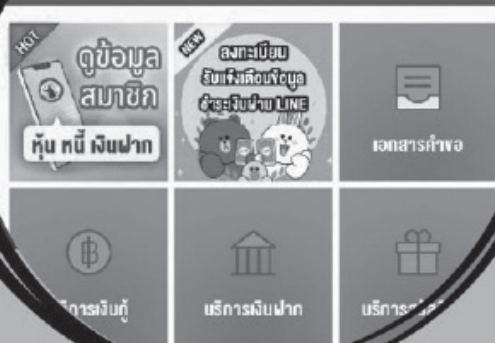 HOT
ดูข้อมูล
สมาชิก
หุ้น หนี้ เงินฝาก
NEW
ลงทะเบียน
รับแจ้งเตือนข้อมูล
ชำระเงินผ่าน LINE
เอกสารคำขอ
บริการเงินกู้
บริการเงินฝาก